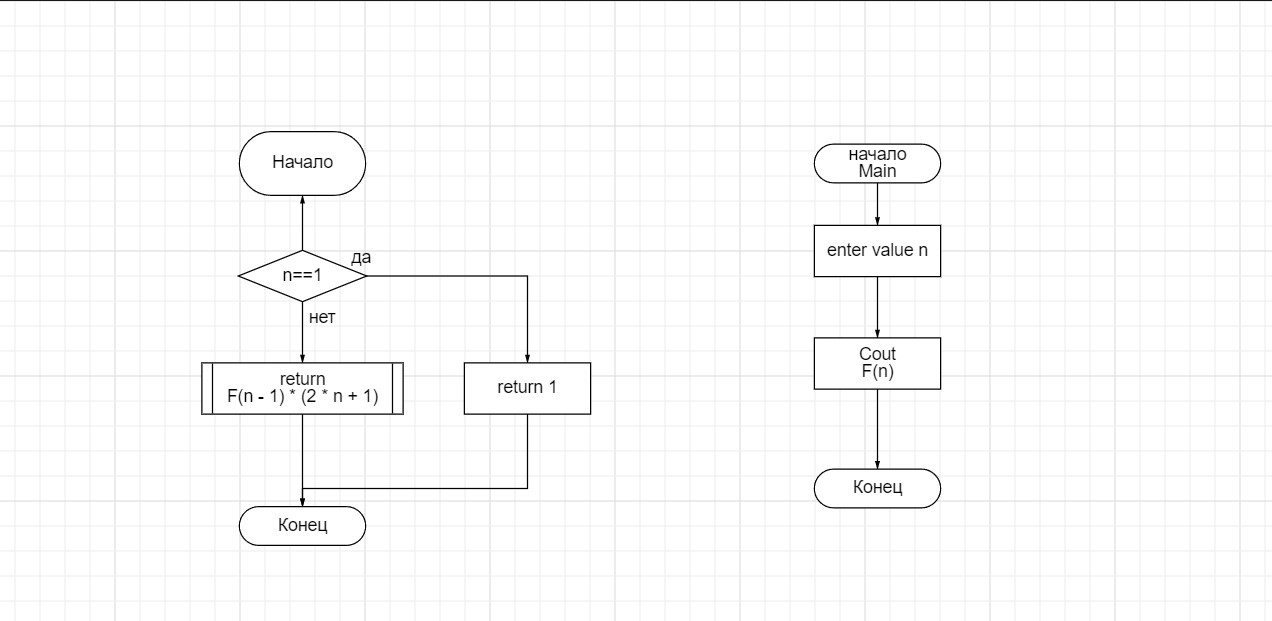 Начало
n==1
да
нет
return
F(n - 1) * (2 * n + 1)
return 1
Конец
начало
Main
enter value n
Cout
F(n)
Конец